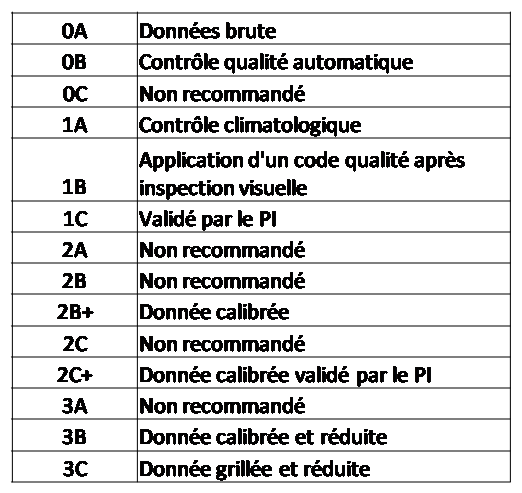 0A Données brute
0B Contrôle qualité automatique
0C Non recommandé
1A Contrôle climatologique
Application d'un code qualité après
1B inspection visuelle
1C Validé par le PI
2A Non recommandé
2B Non recommandé
2B+ Donnée calibrée
2C Non recommandé
2C+ Donnée calibrée validé par le PI
3A Non recommandé
3B Donnée calibrée et réduite
3C Donnée grillée et réduite